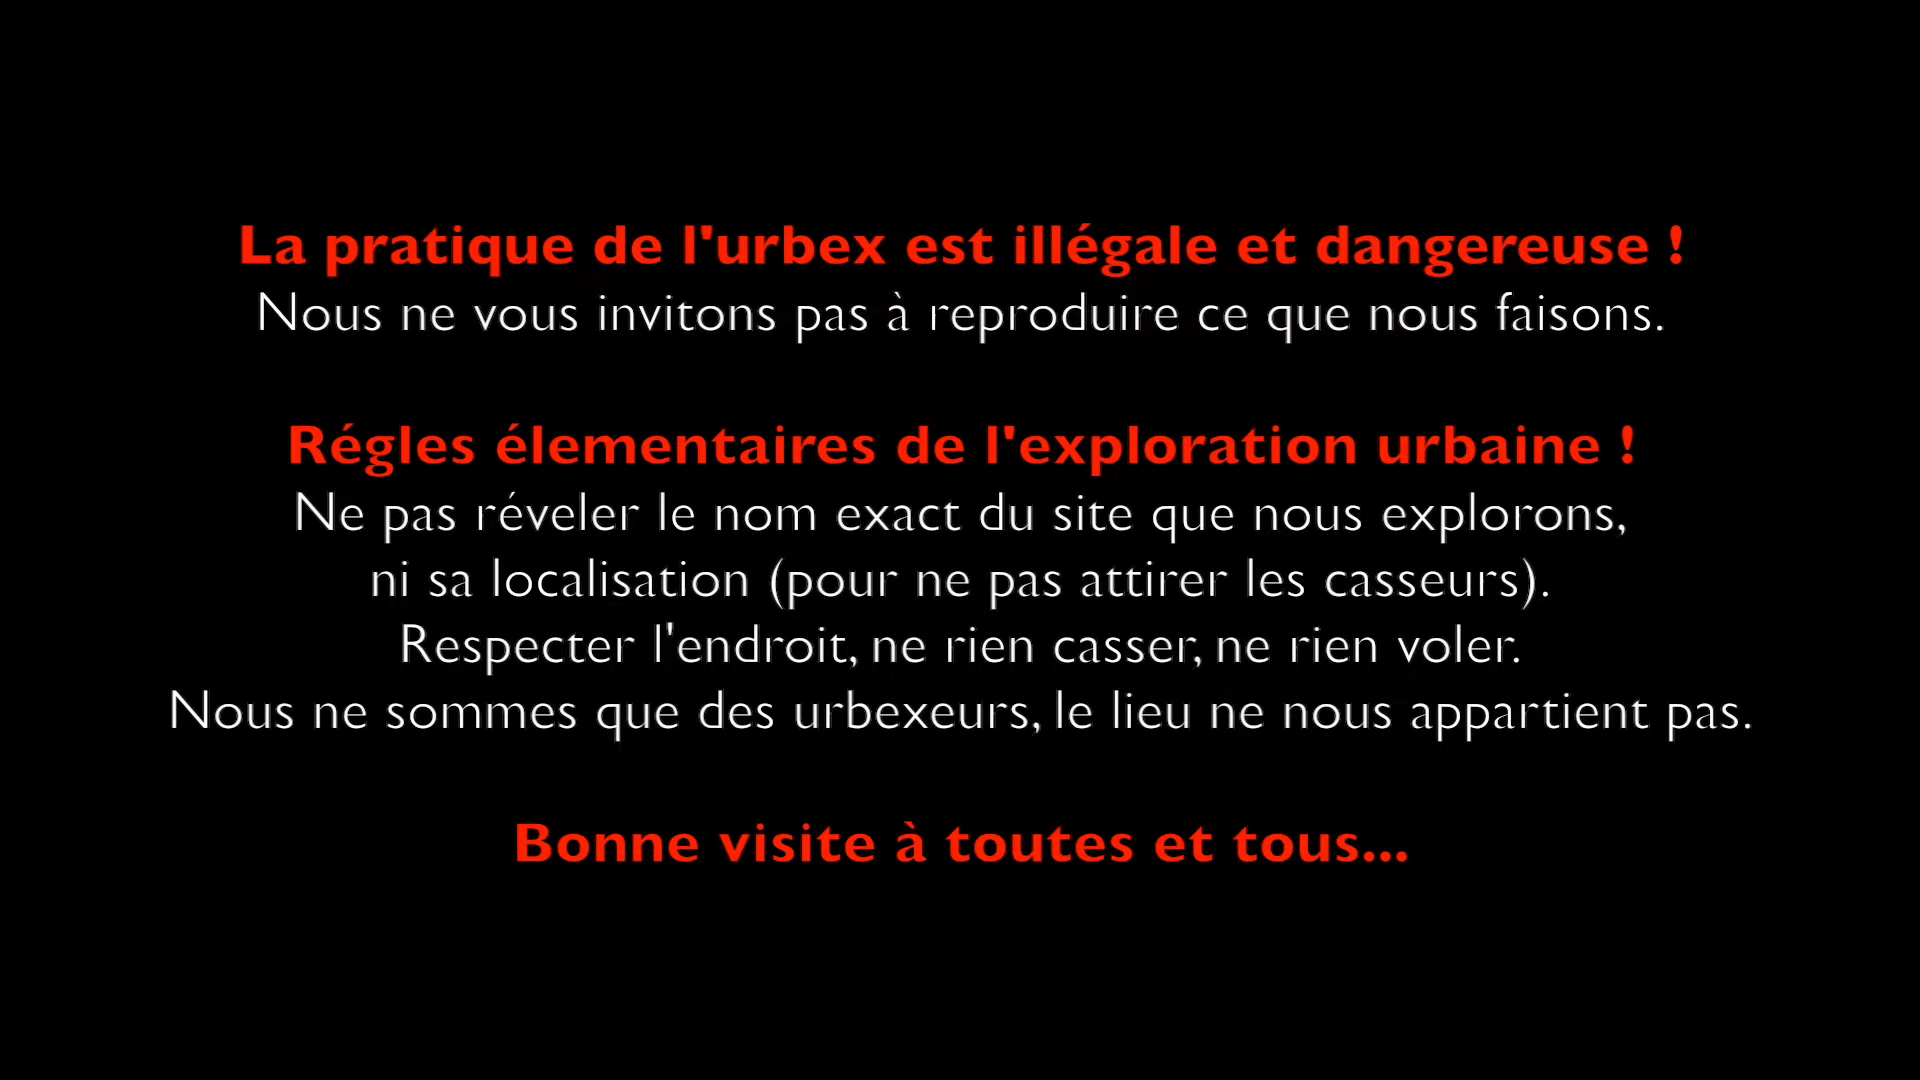 La pratique de l'urbex est illégale et dangereuse !
Nous ne vous invitons pas à reproduire ce que nous faisons.
Régles élementaires de l'exploration urbaine !
Ne pas réveler le nom exact du site que nous explorons,
ni sa localisation (pour ne pas attirer les casseurs).
Respecter l'endroit, ne rien casser, ne rien voler.
Nous ne sommes que des urbexeurs, le lieu ne nous appartient pas.
Bonne visite à toutes et tous...